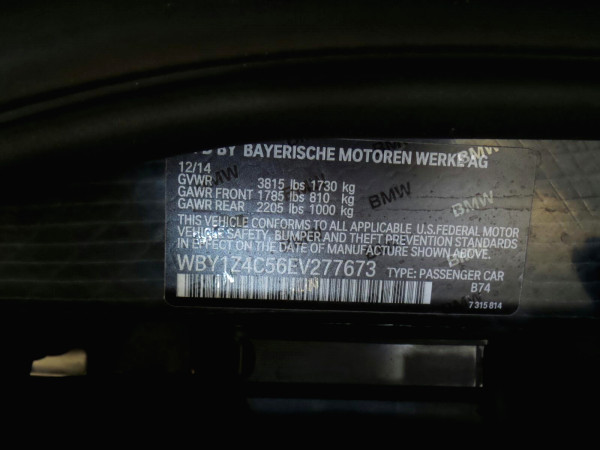 BY BAYERISCHE MOTOREN WERKE AG
12/14
GVWR 3815 lbs 1730 kg
GAWR FRONT 1785 lbs 810 kg
GAWR REAR 2205 lbs 1000 kg
THIS VEHICLE CONFORMS TO ALL APPLICABLE U.S.FEDERAL MOTOR
VEHICLE SAFETY, BUMPER AND THEFT PREVENTION STANDARDS
IN EFFECT ON THE DATE OF MANUFACTURE SHOWN ABOVE.
WBY1Z4C56EV277673 TYPE: PASSENGER CAR
B74
7 315 814
BMW
BMW
BMW
BMW
BMW
BMW